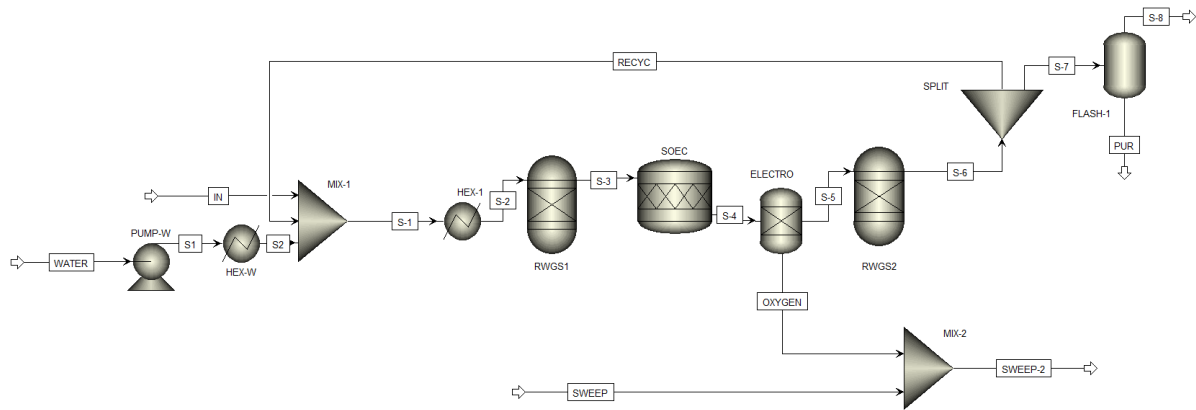 S-8
RECYC
S-7
SPLIT
FLASH-1
PUR
SOEC
ELECTRO
S-3
S-6
MIX-1
HEX-1
S-2
S-5
IN
S-4
S-1
PUMP-W
S1
S2
WATER
HEX-W
RWGS1
RWGS2
OXYGEN
MIX-2
SWEEP-2
SWEEP